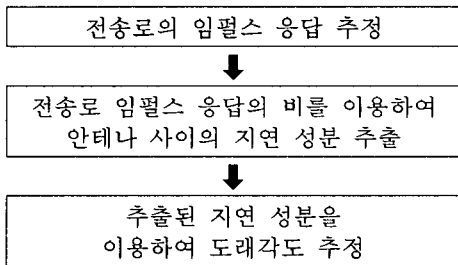 전송로의 임펄스 응답 추정
전송로 임펄스 응답의 비를 이용하여
안테나 사이의 지연 성분 추출
추출된 지연 성분을
이용하여 도래각도 추정